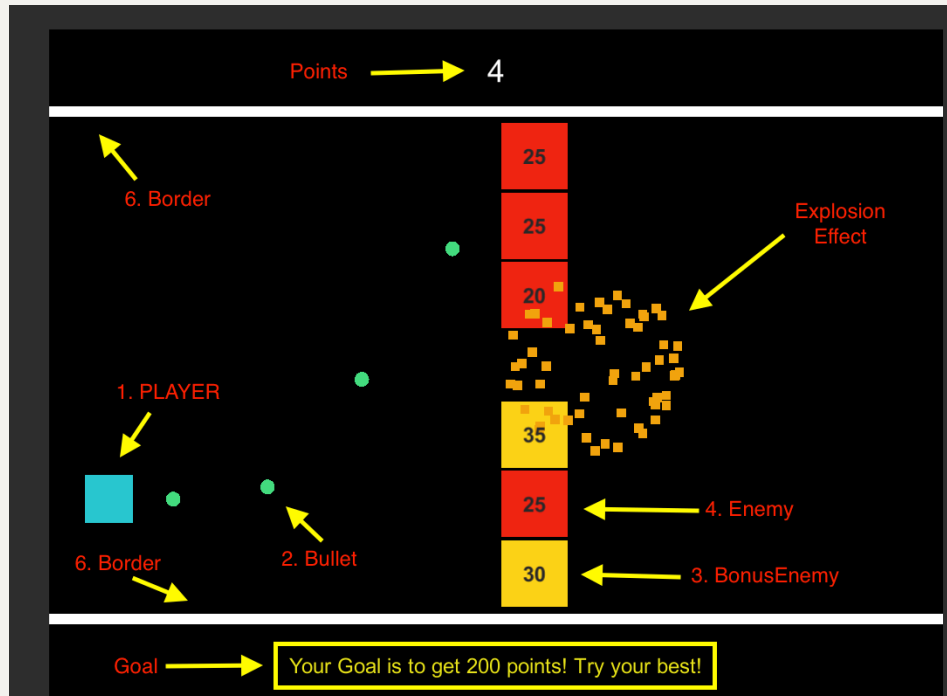 Points
4
25
6. Border
25
Explosion
Effect
20
1. PLAYER
35
25
4. Enemy
6. Border
2. Bullet
30
3. BonusEnemy
Goal
Your Goal is to get 200 points! Try your best!